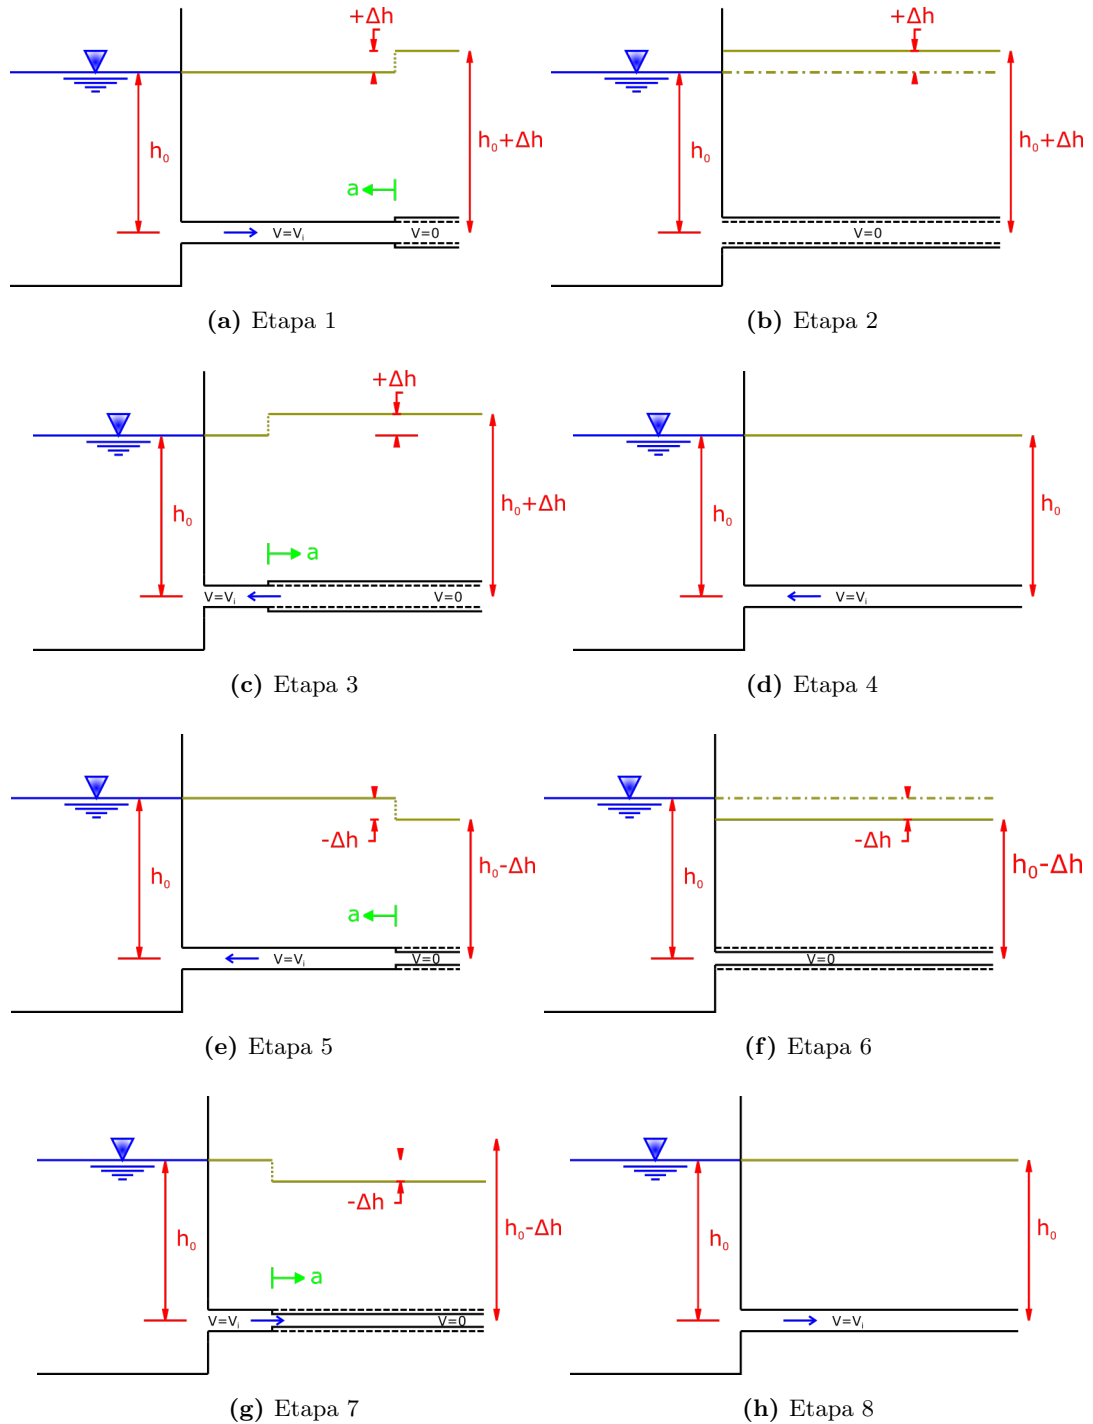 +Δh
h₀
h₀+Δh
a
V=Vᵢ
V=0
(a) Etapa 1
+Δh
h₀
h₀+Δh
V=0
(b) Etapa 2
+Δh
h₀
h₀+Δh
a
V=Vᵢ
V=0
(c) Etapa 3
h₀
h₀
V=Vᵢ
(d) Etapa 4
-Δh
h₀
h₀-Δh
a
V=Vᵢ
V=0
(e) Etapa 5
-Δh
h₀
h₀-Δh
V=0
(f) Etapa 6
-Δh
h₀
h₀-Δh
a
V=Vᵢ
V=0
(g) Etapa 7
h₀
h₀
V=Vᵢ
(h) Etapa 8